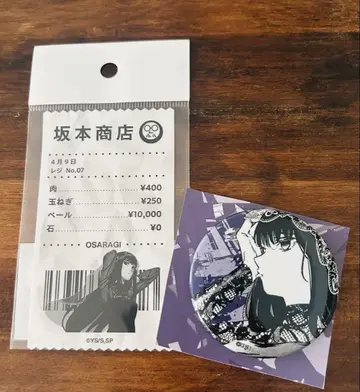 坂本商店
4月9日
レジ No.07
肉 ¥400
玉ねぎ ¥250
ベール ¥10,000
石 ¥0
OSARAGI
©YS/S,SP